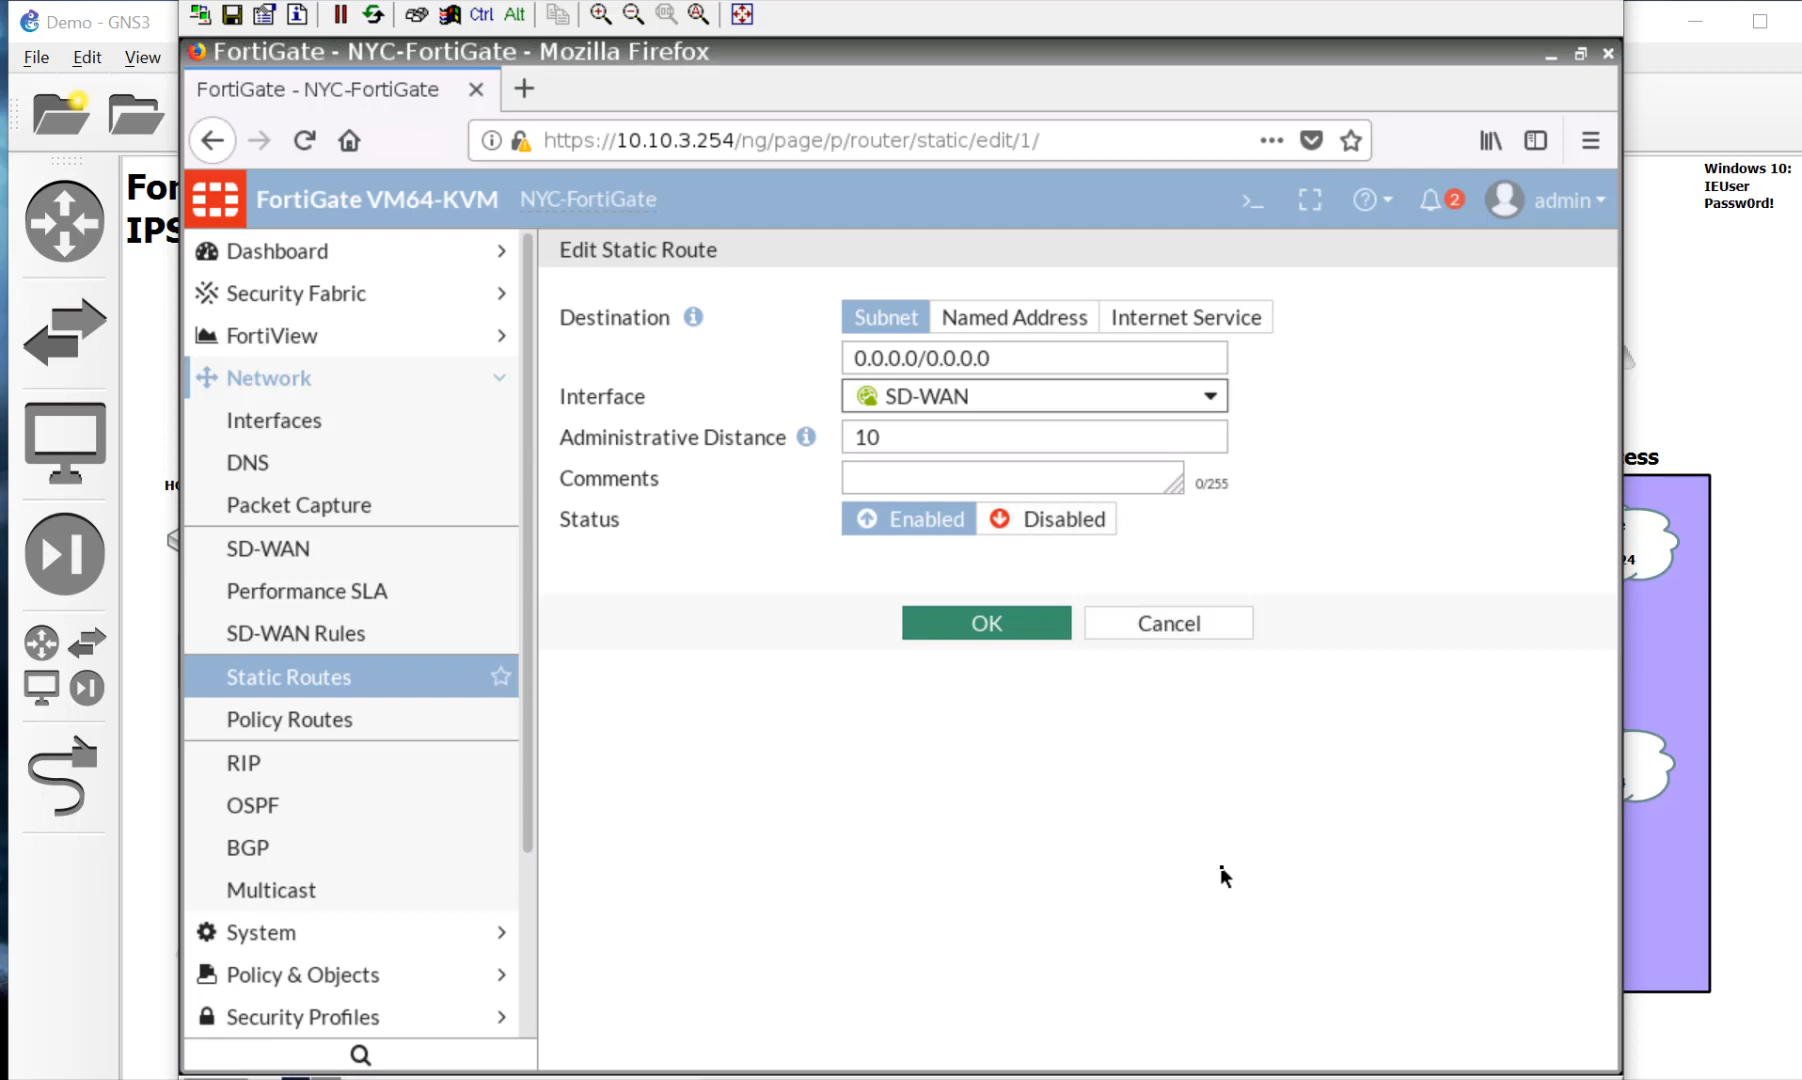 Demo - GNS3
File Edit View
Ctrl Alt
FortiGate - NYC-FortiGate - Mozilla Firefox
FortiGate - NYC-FortiGate
https://10.10.3.254/ng/page/p/router/static/edit/1/
Windows 10:
IEUser
Passw0rd!
For
IPS
FortiGate VM64-KVM NYC-FortiGate
>_
2
admin
Dashboard
Security Fabric
FortiView
Network
Interfaces
DNS
Packet Capture
SD-WAN
Performance SLA
SD-WAN Rules
Static Routes
Policy Routes
RIP
OSPF
BGP
Multicast
System
Policy & Objects
Security Profiles
Edit Static Route
Destination Subnet Named Address Internet Service
0.0.0.0/0.0.0.0
Interface SD-WAN
Administrative Distance 10
Comments 0/255
Status Enabled Disabled
OK Cancel
ess
24